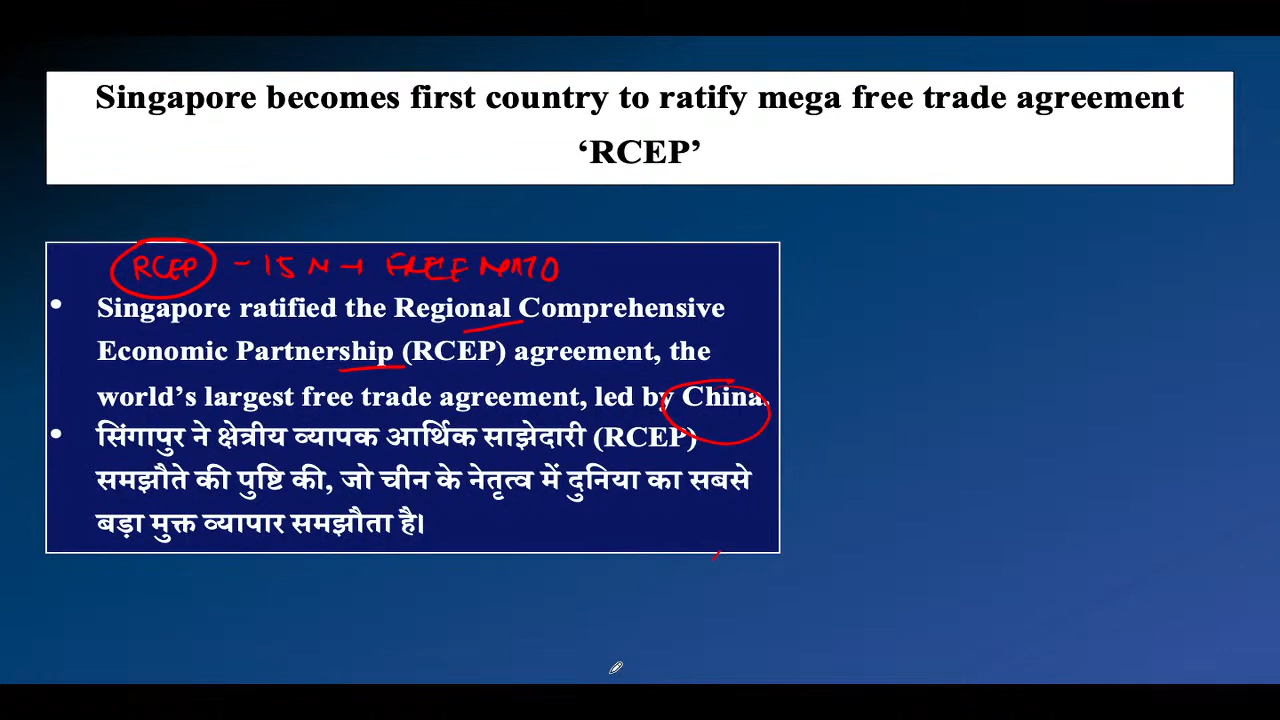 Singapore becomes first country to ratify mega free trade agreement
‘RCEP’
RCEP - 15 N → FREE
• Singapore ratified the Regional Comprehensive
Economic Partnership (RCEP) agreement, the
world’s largest free trade agreement, led by China.
• सिंगापुर ने क्षेत्रीय व्यापक आर्थिक साझेदारी (RCEP)
समझौते की पुष्टि की, जो चीन के नेतृत्व में दुनिया का सबसे
बड़ा मुक्त व्यापार समझौता है।